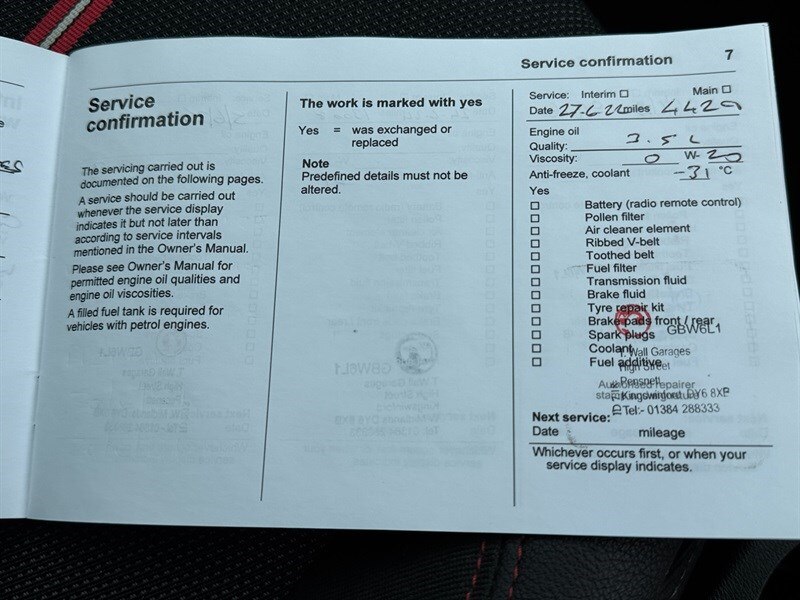 Service confirmation 7
Service
confirmation
The servicing carried out is
documented on the following pages.
A service should be carried out
whenever the service display
indicates it but not later than
according to service intervals
mentioned in the Owner's Manual.
Please see Owner's Manual for
permitted engine oil qualities and
engine oil viscosities.
A filled fuel tank is required for
vehicles with petrol engines.
The work is marked with yes
Yes = was exchanged or
replaced
Note
Predefined details must not be
altered.
Service: Interim □ Main □
Date 27.6.22 miles 4420
Engine oil
Quality: 3.5 L
Viscosity: 0 W- 20
Anti-freeze, coolant -31 °C
Yes
□ Battery (radio remote control)
□ Pollen filter
□ Air cleaner element
□ Ribbed V-belt
□ Toothed belt
□ Fuel filter
□ Transmission fluid
□ Brake fluid
□ Tyre repair kit
□ Brake pads front / rear
□ Spark plugs
□ Coolant
□ Fuel additive
GBW6L1
T. Wall Garages
High Street
Pensnett
Kingswinford DY6 8XP
Tel:- 01384 288333
Authorised repairer
Next service:
Date mileage
Whichever occurs first, or when your
service display indicates.